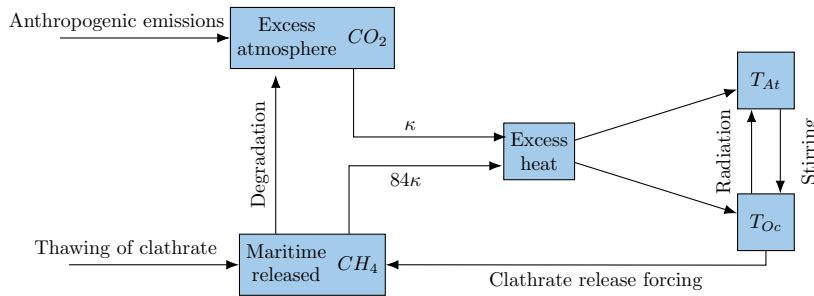 Anthropogenic emissions
Excess
atmosphere CO₂
T_At
κ
Excess
heat
Degradation
Radiation
Stirring
84κ
T_Oc
Thawing of clathrate
Maritime
released CH₄
Clathrate release forcing